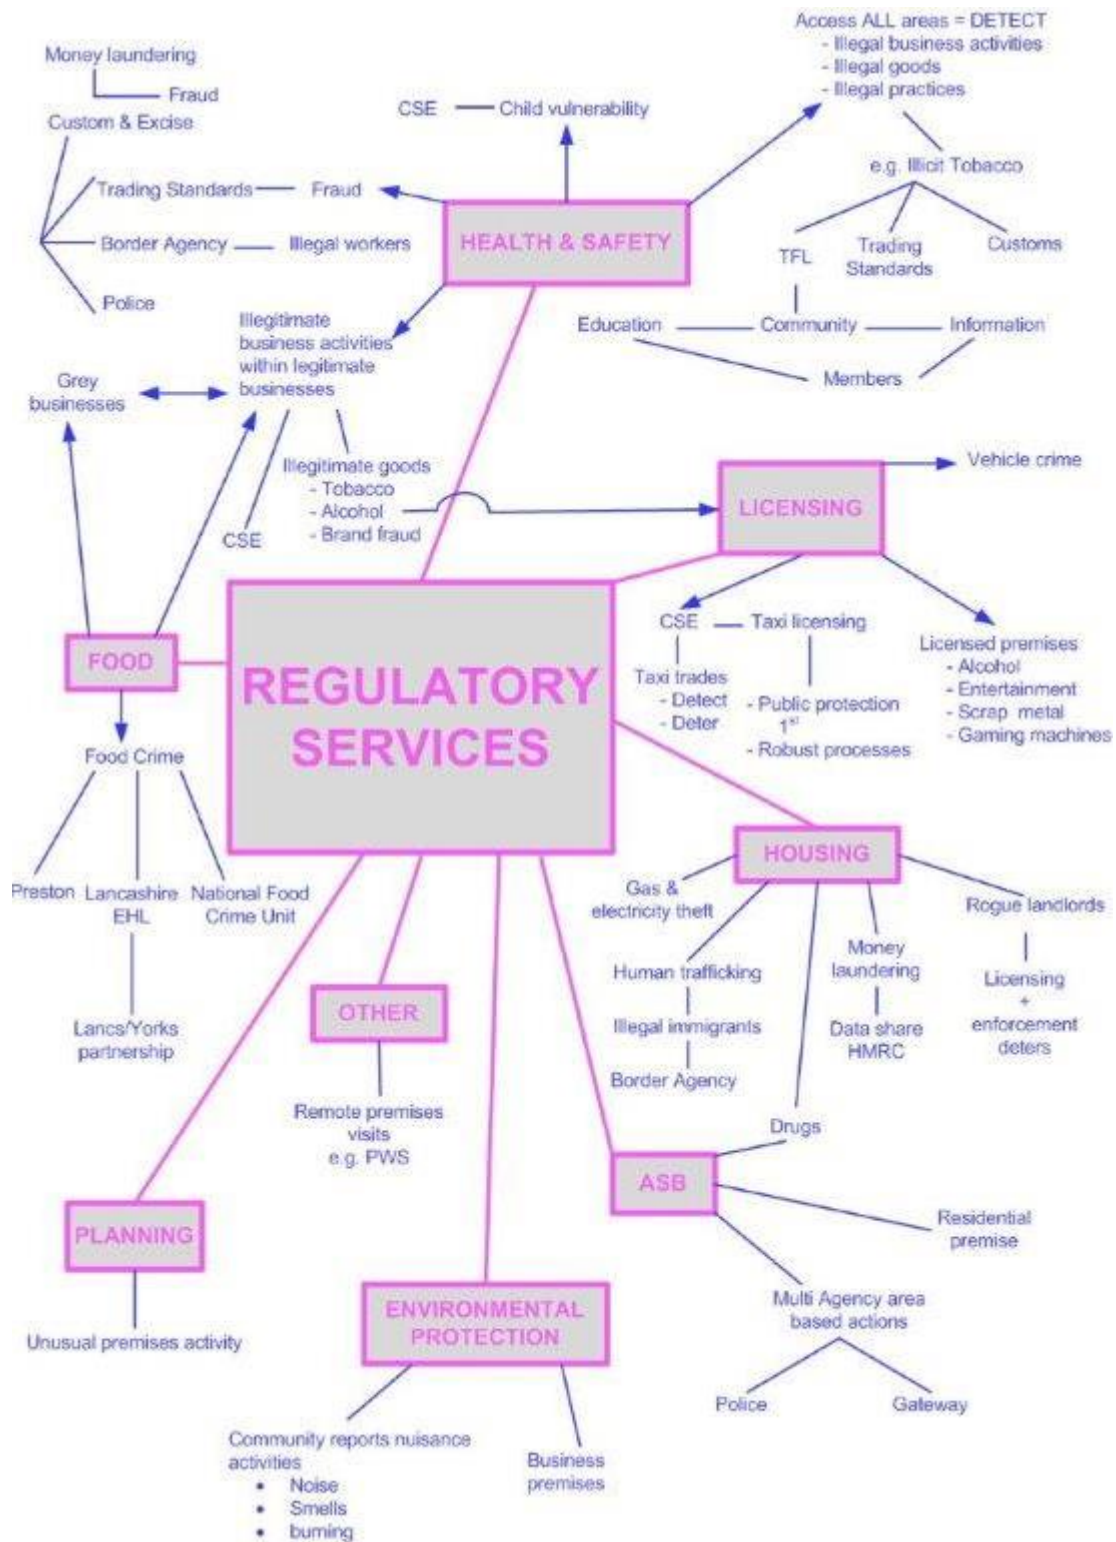 Access ALL areas = DETECT
- Illegal business activities
- Illegal goods
- Illegal practices
Money laundering
Fraud
Custom & Excise
CSE
Child vulnerability
e.g. Illicit Tobacco
Trading Standards
Fraud
HEALTH & SAFETY
Border Agency
Illegal workers
TFL
Trading
Standards
Customs
Police
Illegitimate
business activities
within legitimate
businesses
Education
Community
Information
Members
Grey
businesses
Illegitimate goods
- Tobacco
- Alcohol
- Brand fraud
CSE
LICENSING
Vehicle crime
CSE
Taxi licensing
Taxi trades
- Detect
- Deter
- Public protection
1st
- Robust processes
Licensed premises
- Alcohol
- Entertainment
- Scrap metal
- Gaming machines
FOOD
REGULATORY
SERVICES
Food Crime
Preston
Lancashire
EHL
National Food
Crime Unit
Lancs/Yorks
partnership
HOUSING
Gas &
electricity theft
Human trafficking
Illegal immigrants
Border Agency
Money
laundering
Data share
HMRC
Rogue landlords
Licensing
+
enforcement
deters
Drugs
OTHER
Remote premises
visits
e.g. PWS
ASB
Residential
premise
Multi Agency area
based actions
Police
Gateway
PLANNING
Unusual premises activity
ENVIRONMENTAL
PROTECTION
Community reports nuisance
activities
• Noise
• Smells
• burning
Business
premises